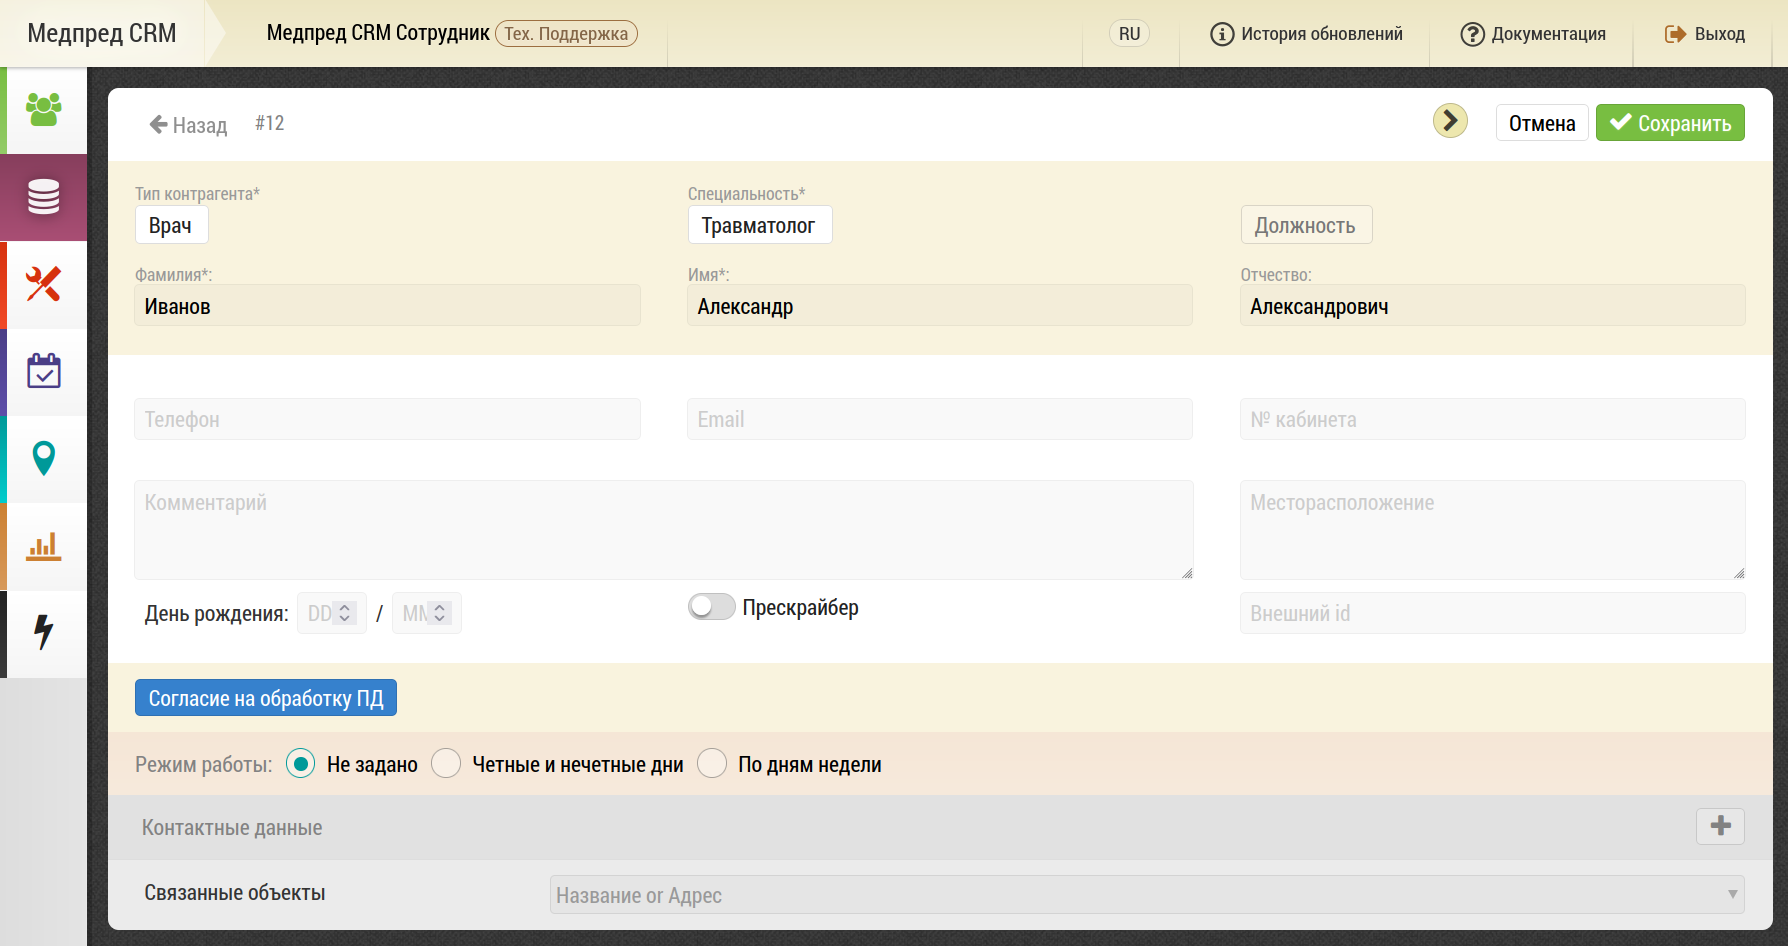 Медпред CRM
Медпред CRM Сотрудник Тех. Поддержка
RU
История обновлений
Документация
Выход
Назад #12
Отмена
Сохранить
Тип контрагента* Специальность*
Врач Травматолог Должность
Фамилия*: Имя*: Отчество:
Иванов Александр Александрович
Телефон Email № кабинета
Комментарий Месторасположение
День рождения: DD / MM Прескрайбер Внешний id
Согласие на обработку ПД
Режим работы: Не задано Четные и нечетные дни По дням недели
Контактные данные
Связанные объекты Название or Адрес